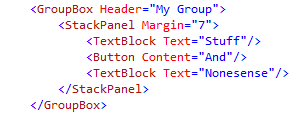 <GroupBox Header="My Group">
<StackPanel Margin="7">
<TextBlock Text="Stuff"/>
<Button Content="And"/>
<TextBlock Text="Nonesense"/>
</StackPanel>
</GroupBox>